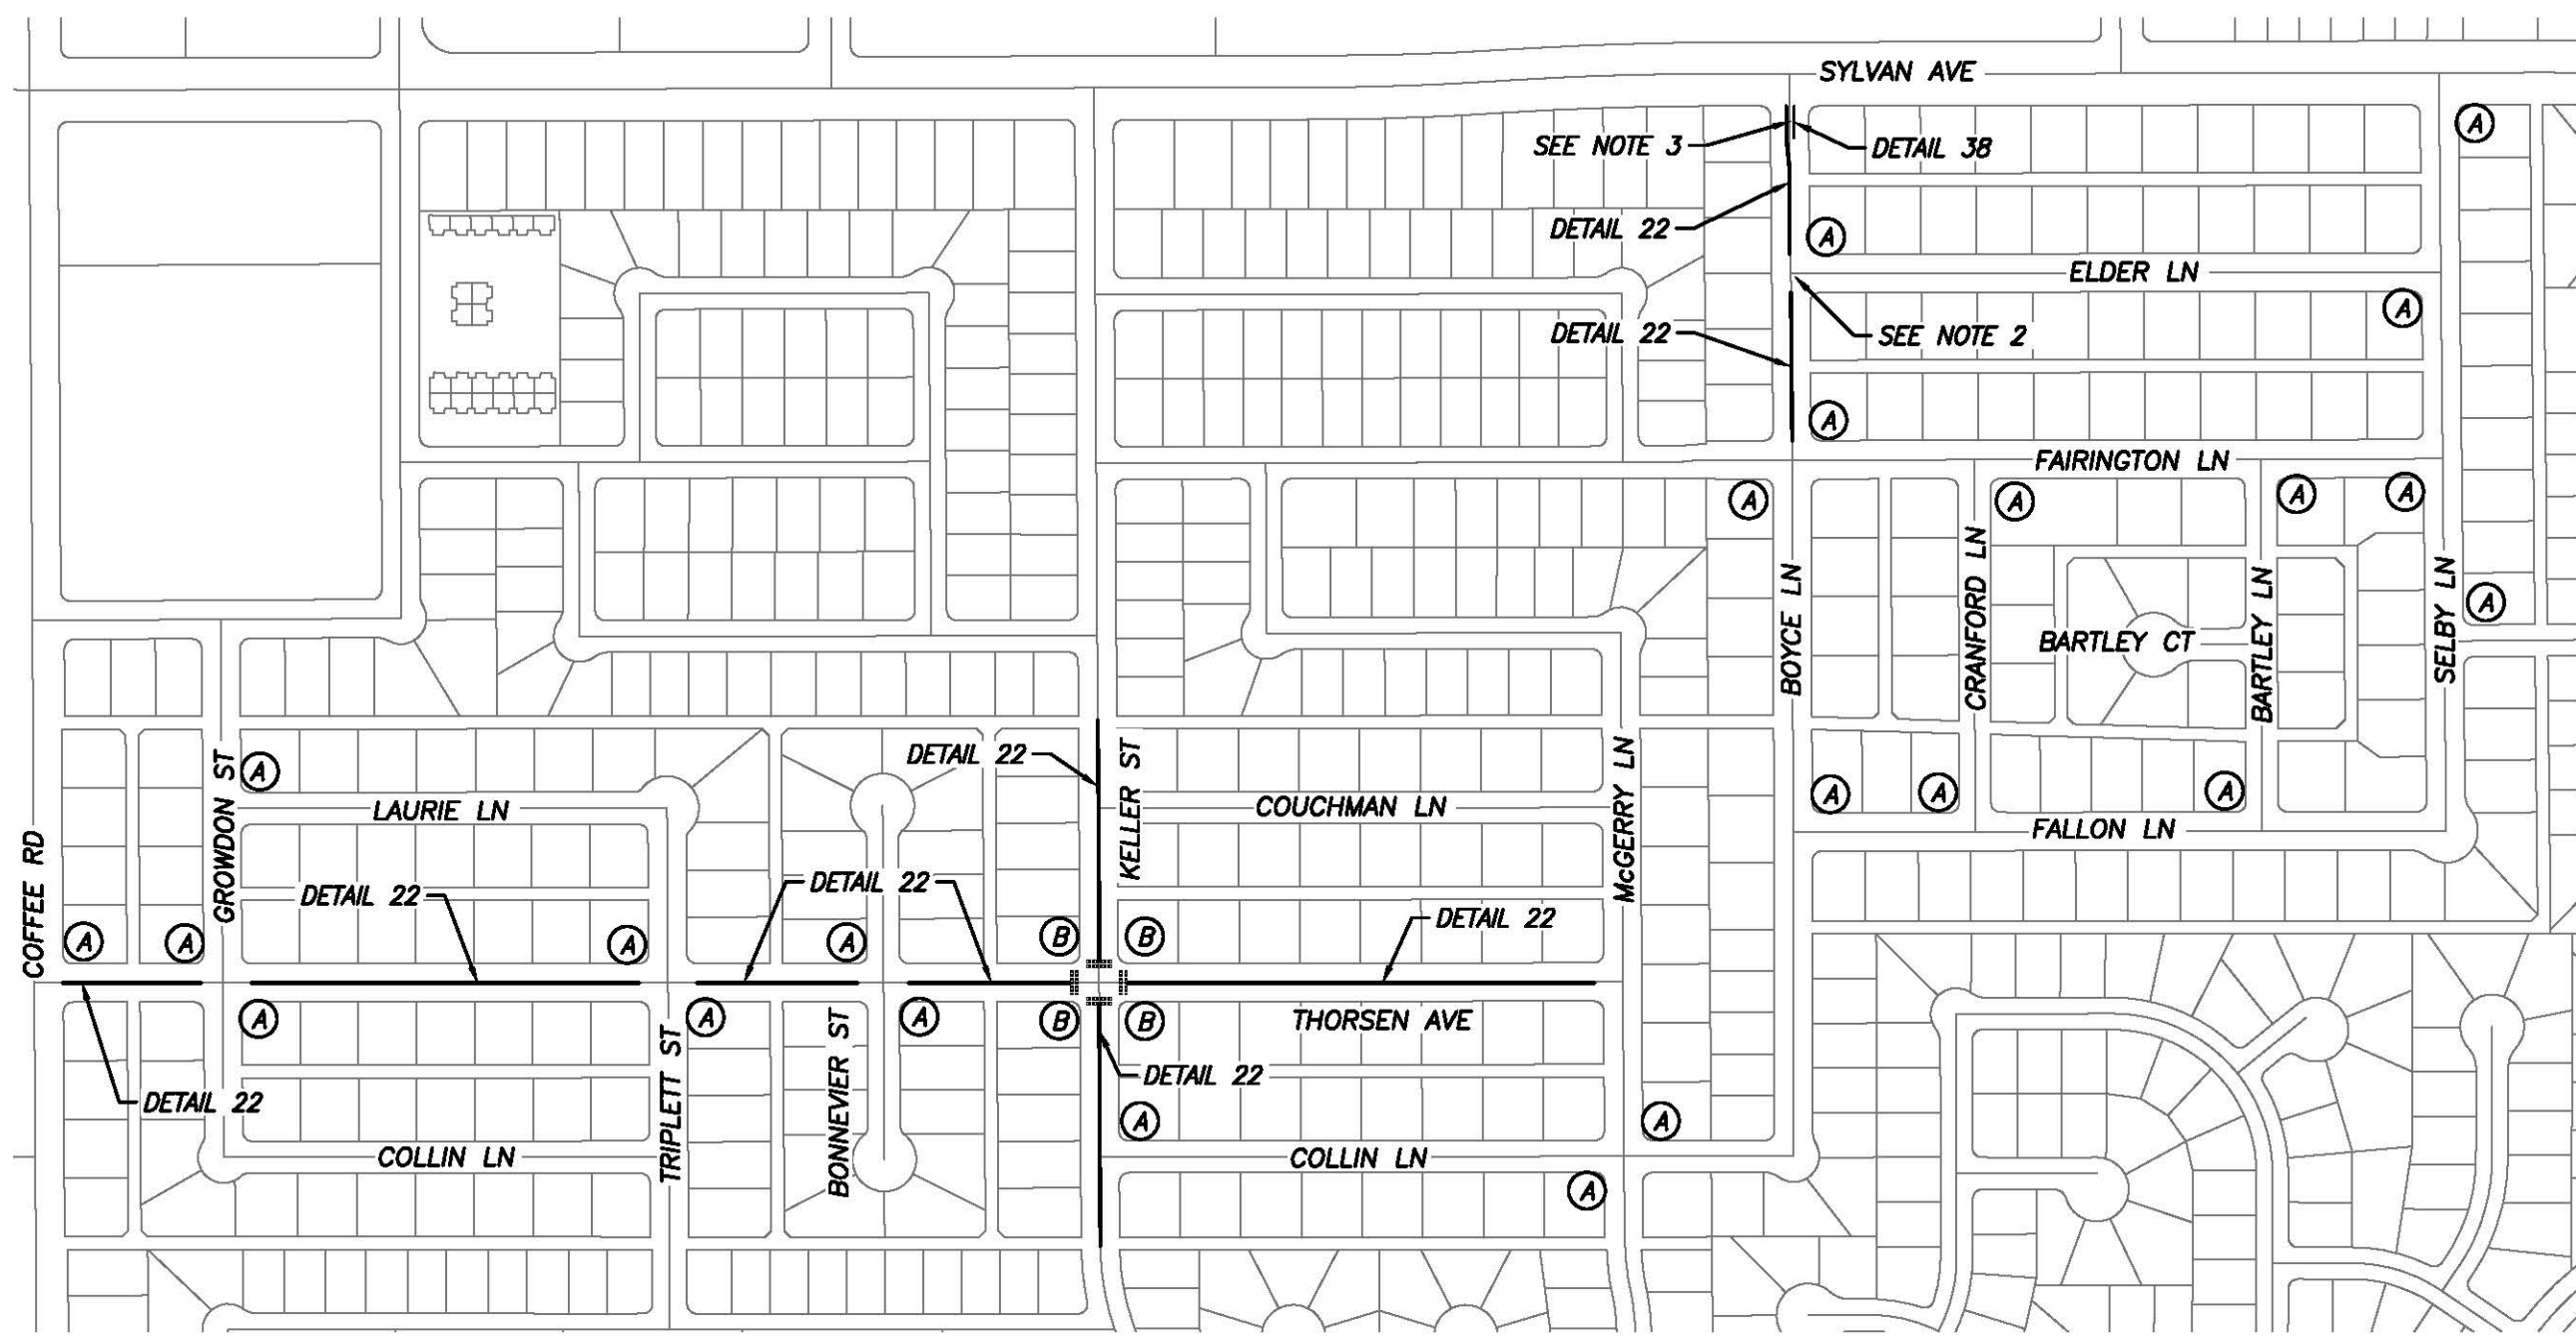 SYLVAN AVE
A
SEE NOTE 3
DETAIL 38
DETAIL 22
A
ELDER LN
A
DETAIL 22
SEE NOTE 2
A
FAIRINGTON LN
A
A
A
A
BOYCE LN
CRANFORD LN
BARTLEY CT
BARTLEY LN
SELBY LN
A
GROWDON ST
A
DETAIL 22
KELLER ST
McGERRY LN
A
A
A
LAURIE LN
COUCHMAN LN
FALLON LN
COFFEE RD
DETAIL 22
DETAIL 22
DETAIL 22
A
A
A
A
B
B
A
TRIPLETT ST
A
BONNEVIER ST
A
B
B
THORSEN AVE
DETAIL 22
DETAIL 22
A
A
COLLIN LN
COLLIN LN
A